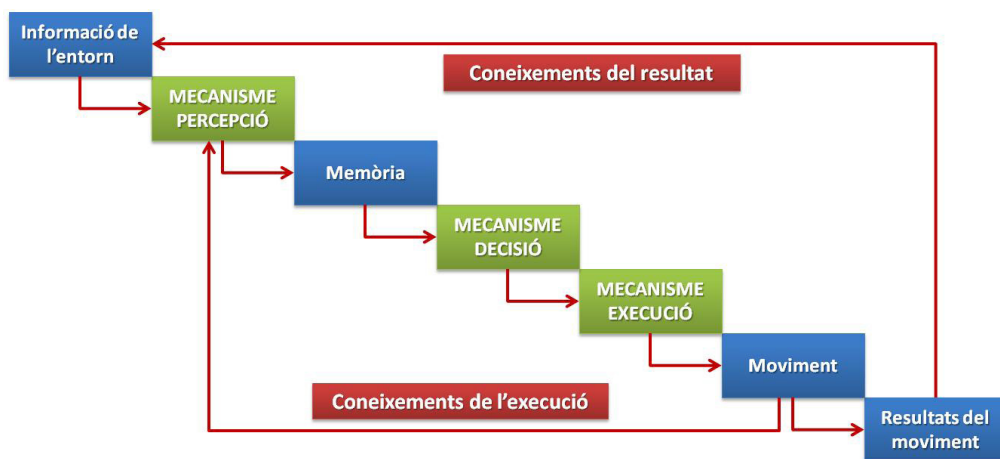 Informació de
l'entorn
Coneixements del resultat
MECANISME
PERCEPCIÓ
Memòria
MECANISME
DECISIÓ
MECANISME
EXECUCIÓ
Moviment
Coneixements de l'execució
Resultats del
moviment